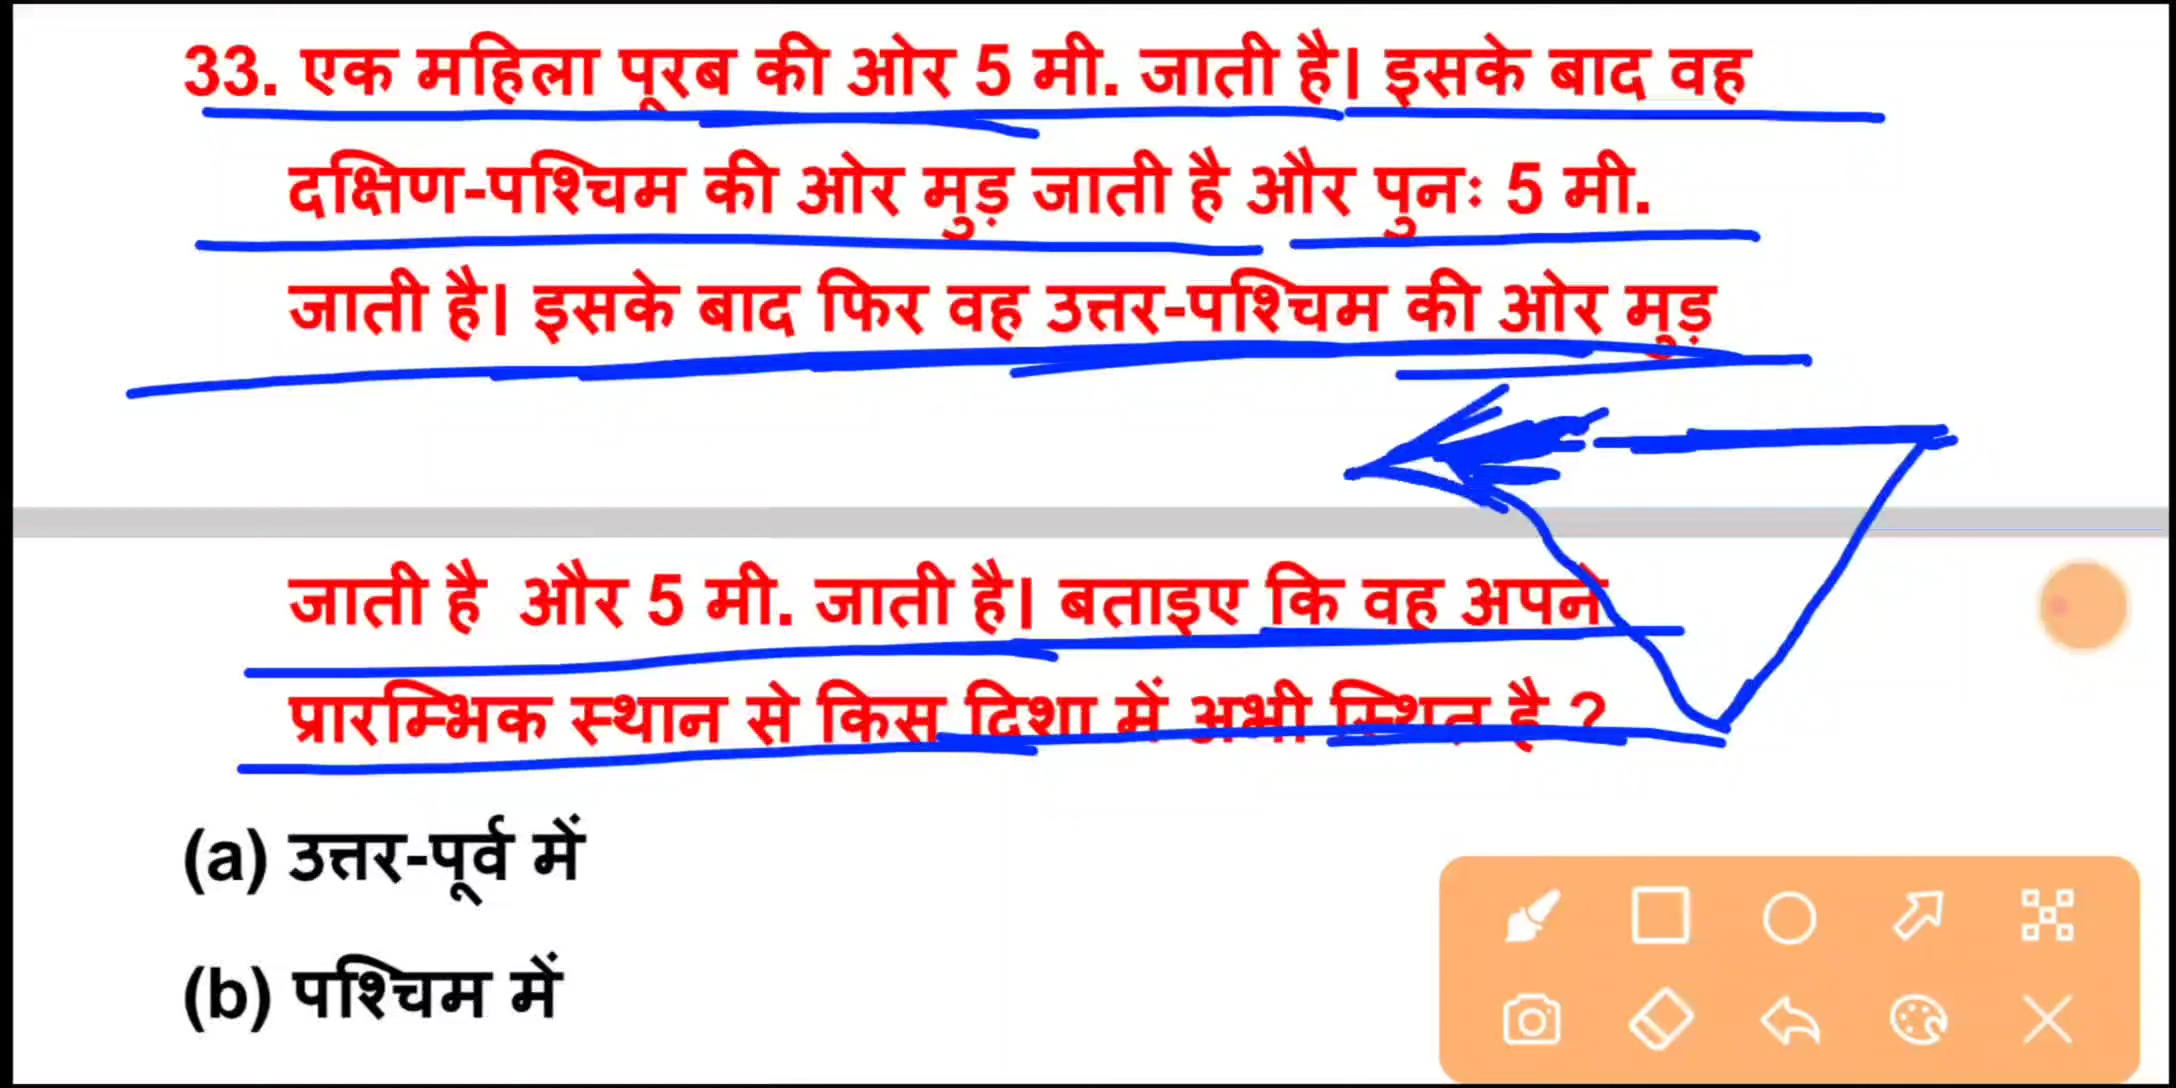 33. एक महिला पूरब की ओर 5 मी. जाती है। इसके बाद वह
दक्षिण-पश्चिम की ओर मुड़ जाती है और पुनः 5 मी.
जाती है। इसके बाद फिर वह उत्तर-पश्चिम की ओर मुड़
जाती है और 5 मी. जाती है। बताइए कि वह अपने
प्रारम्भिक स्थान से किस दिशा में अभी स्थित है ?
(a) उत्तर-पूर्व में
(b) पश्चिम में